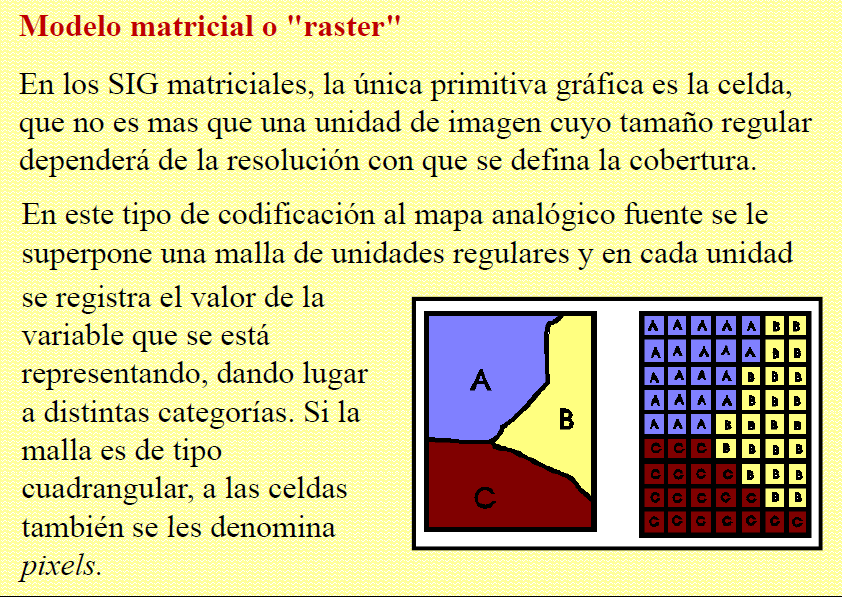 Modelo matricial o "raster"
En los SIG matriciales, la única primitiva gráfica es la celda,
que no es mas que una unidad de imagen cuyo tamaño regular
dependerá de la resolución con que se defina la cobertura.
En este tipo de codificación al mapa analógico fuente se le
superpone una malla de unidades regulares y en cada unidad
se registra el valor de la
variable que se está
representando, dando lugar
a distintas categorías. Si la
malla es de tipo
cuadrangular, a las celdas
también se les denomina
pixels.
A
B
C
A A A A A B B
A A A A A B B
A A A A B B B
A A A A B B B
A A A B B B B
C C C B B B B
C C C C B B B
C C C C C B B
C C C C C C C